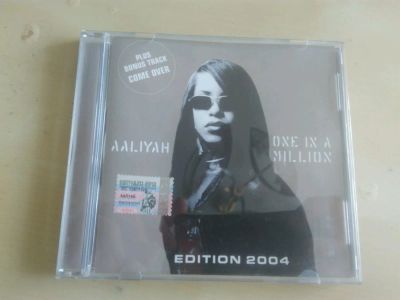 PLUS
BONUS TRACK
COME OVER
AALIYAH
ONE IN A
MILLION
EDITION 2004